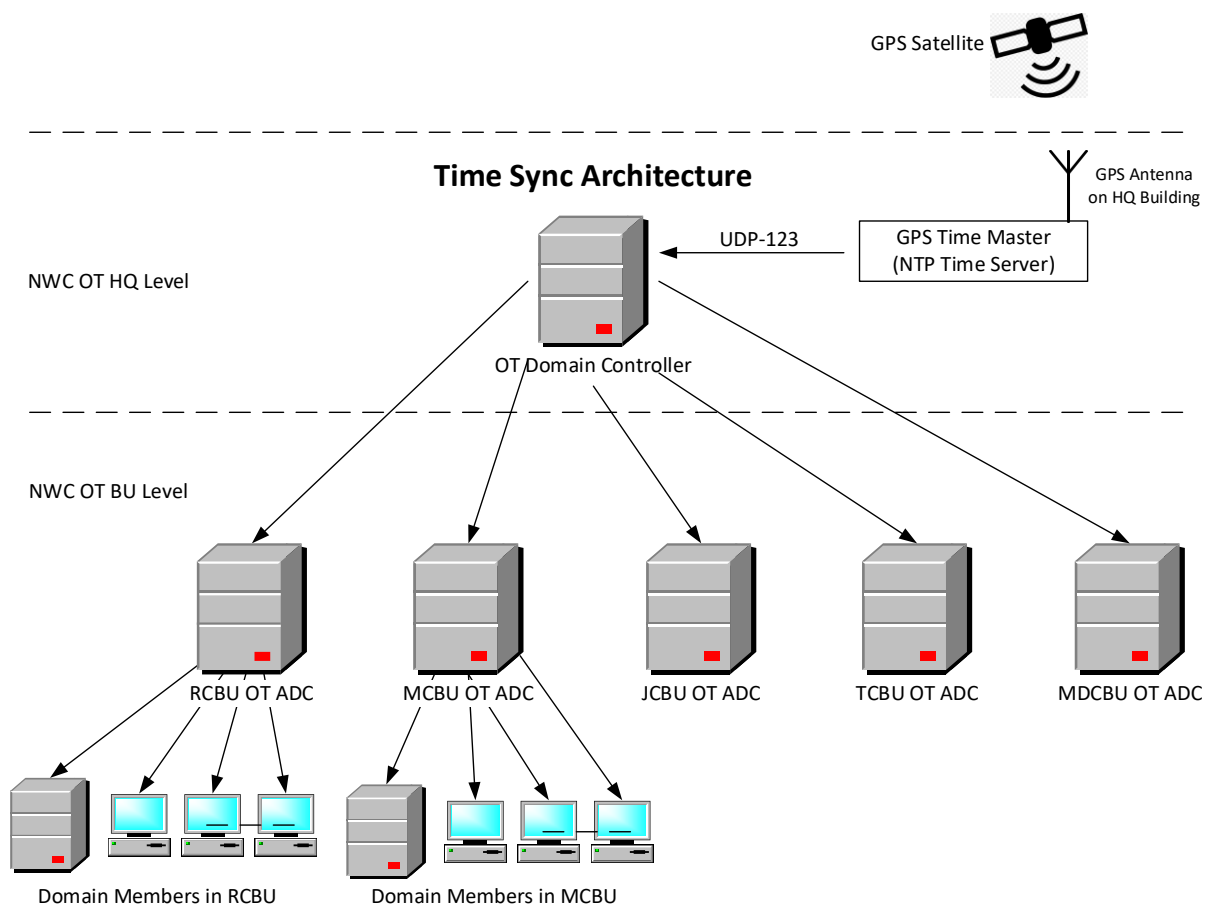 GPS Satellite
Time Sync Architecture
GPS Antenna
on HQ Building
UDP-123
GPS Time Master
(NTP Time Server)
NWC OT HQ Level
OT Domain Controller
NWC OT BU Level
RCBU OT ADC
MCBU OT ADC
JCBU OT ADC
TCBU OT ADC
MDCBU OT ADC
Domain Members in RCBU
Domain Members in MCBU